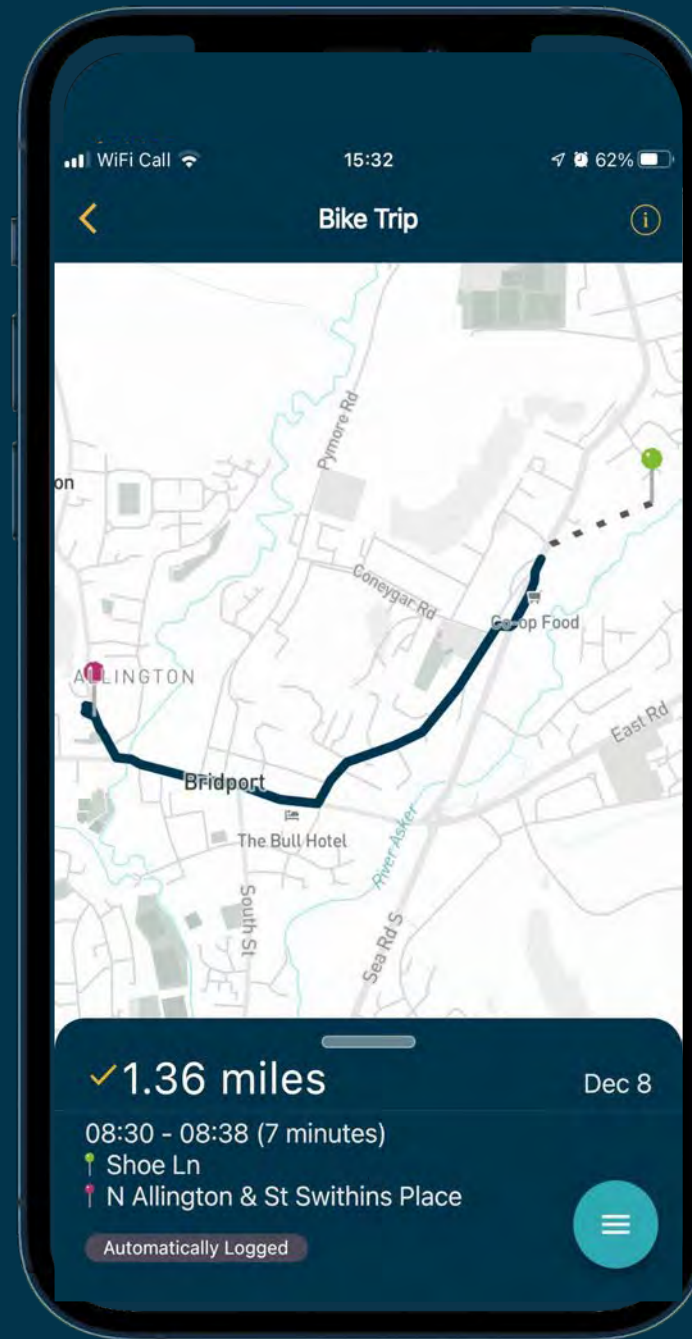 WiFi Call
15:32
62%
Bike Trip
i
Pymore Rd
on
Coneygar Rd
Co-op Food
ALLINGTON
East Rd
Bridport
The Bull Hotel
River Asker
South St
Sea Rd S
1.36 miles
Dec 8
08:30 - 08:38 (7 minutes)
Shoe Ln
N Allington & St Swithins Place
Automatically Logged